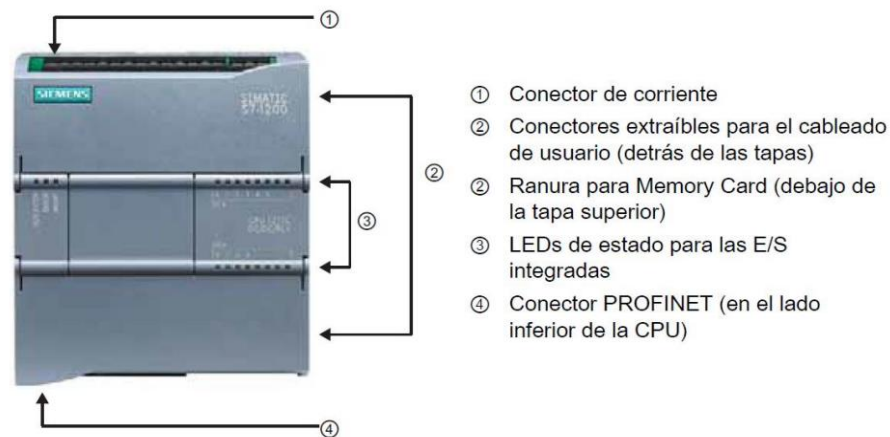 ①
SIEMENS
SIMATIC
S7-1200
②
③
④
① Conector de corriente
② Conectores extraíbles para el cableado
de usuario (detrás de las tapas)
② Ranura para Memory Card (debajo de
la tapa superior)
③ LEDs de estado para las E/S
integradas
④ Conector PROFINET (en el lado
inferior de la CPU)